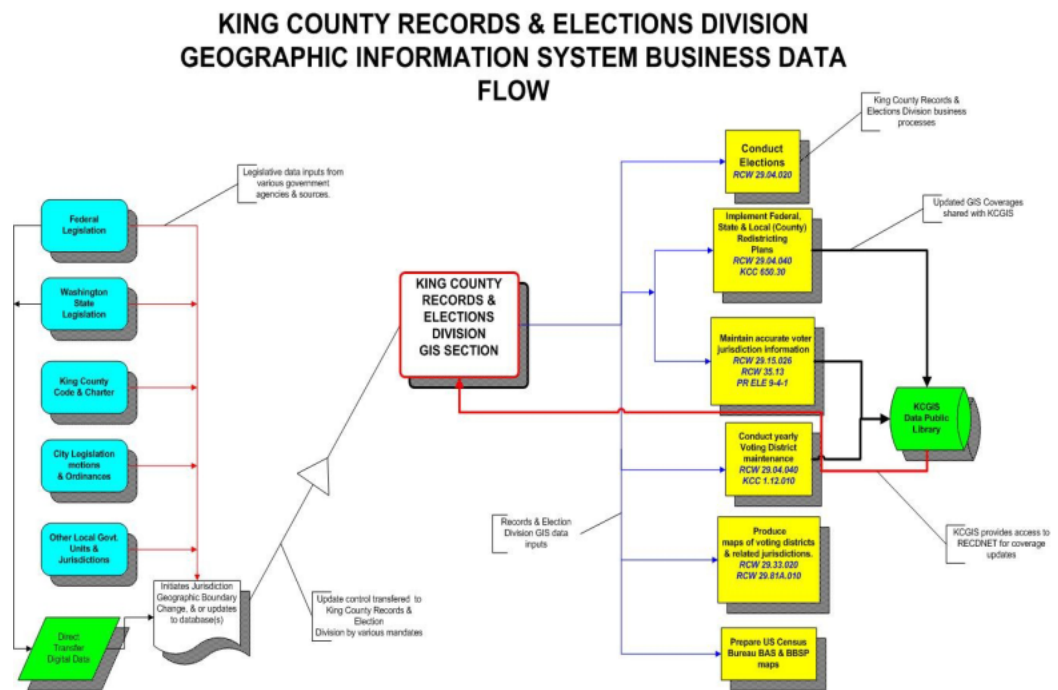 KING COUNTY RECORDS & ELECTIONS DIVISION
GEOGRAPHIC INFORMATION SYSTEM BUSINESS DATA
FLOW
Legislative data inputs from
various government
agencies & sources.
Federal
Legislation
Washington
State
Legislation
King County
Code & Charter
City Legislation
motions
& Ordinances
Other Local Govt.
Units &
Jurisdictions
Direct
Transfer
Digital Data
Initiates Jurisdiction
Geographic Boundary
Change, & or updates
to database(s)
Update control transfered to
King County Records &
Election
Division by various mandates
KING COUNTY
RECORDS &
ELECTIONS
DIVISION
GIS SECTION
Records & Election
Division GIS data
inputs
King County Records &
Elections Division business
processes
Conduct
Elections
RCW 29.04.020
Implement Federal,
State & Local (County)
Redistricting
Plans
RCW 29.04.040
KCC 650.30
Maintain accurate voter
jurisdiction information
RCW 29.15.026
RCW 35.13
PR ELE 9-4-1
Conduct yearly
Voting District
maintenance
RCW 29.04.040
KCC 1.12.010
Produce
maps of voting districts
& related jurisdictions.
RCW 29.33.020
RCW 29.81A.010
Prepare US Census
Bureau BAS & BBSP
maps
Updated GIS Coverages
shared with KCGIS
KCGIS
Data Public
Library
KCGIS provides access to
RECDNET for coverage
updates